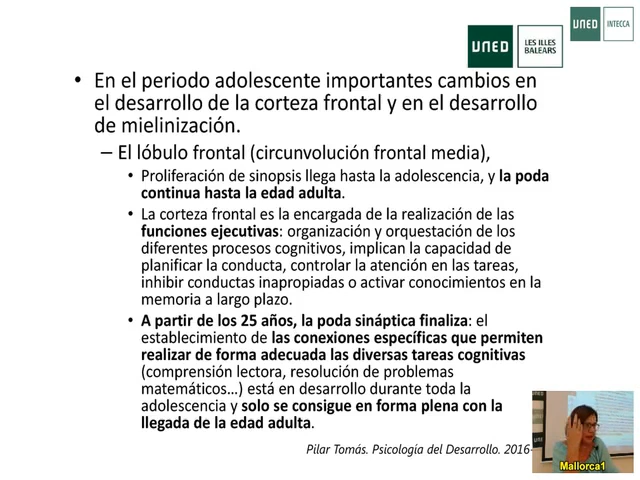 UNED
INTECCA
UNED
LES ILLES
BALEARS
• En el periodo adolescente importantes cambios en
el desarrollo de la corteza frontal y en el desarrollo
de mielinización.
– El lóbulo frontal (circunvolución frontal media),
• Proliferación de sinopsis llega hasta la adolescencia, y la poda
continua hasta la edad adulta.
• La corteza frontal es la encargada de la realización de las
funciones ejecutivas: organización y orquestación de los
diferentes procesos cognitivos, implican la capacidad de
planificar la conducta, controlar la atención en las tareas,
inhibir conductas inapropiadas o activar conocimientos en la
memoria a largo plazo.
• A partir de los 25 años, la poda sináptica finaliza: el
establecimiento de las conexiones específicas que permiten
realizar de forma adecuada las diversas tareas cognitivas
(comprensión lectora, resolución de problemas
matemáticos…) está en desarrollo durante toda la
adolescencia y solo se consigue en forma plena con la
llegada de la edad adulta.
Pilar Tomás. Psicología del Desarrollo. 2016-
Mallorca1